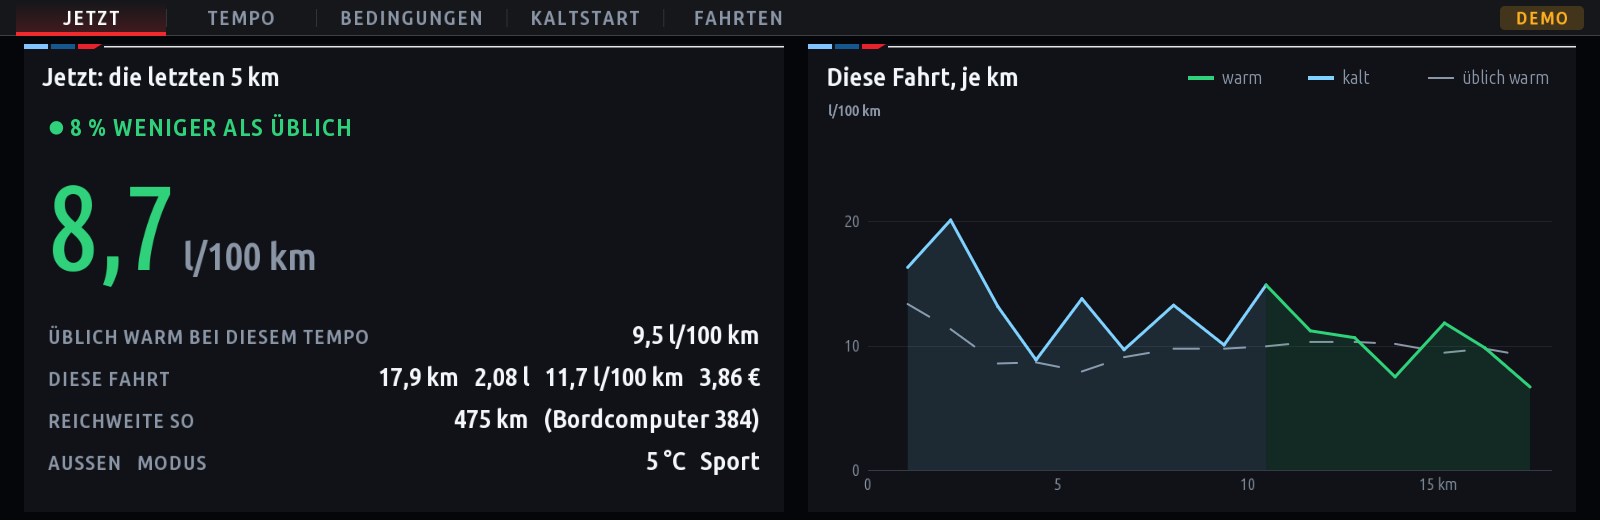 JETZT TEMPO BEDINGUNGEN KALTSTART FAHRTEN DEMO
Jetzt: die letzten 5 km
8 % WENIGER ALS ÜBLICH
8,7 l/100 km
ÜBLICH WARM BEI DIESEM TEMPO 9,5 l/100 km
DIESE FAHRT 17,9 km 2,08 l 11,7 l/100 km 3,86 €
REICHWEITE SO 475 km (Bordcomputer 384)
AUSSEN MODUS 5 °C Sport
Diese Fahrt, je km warm kalt üblich warm
l/100 km
20
10
0
0 5 10 15 km